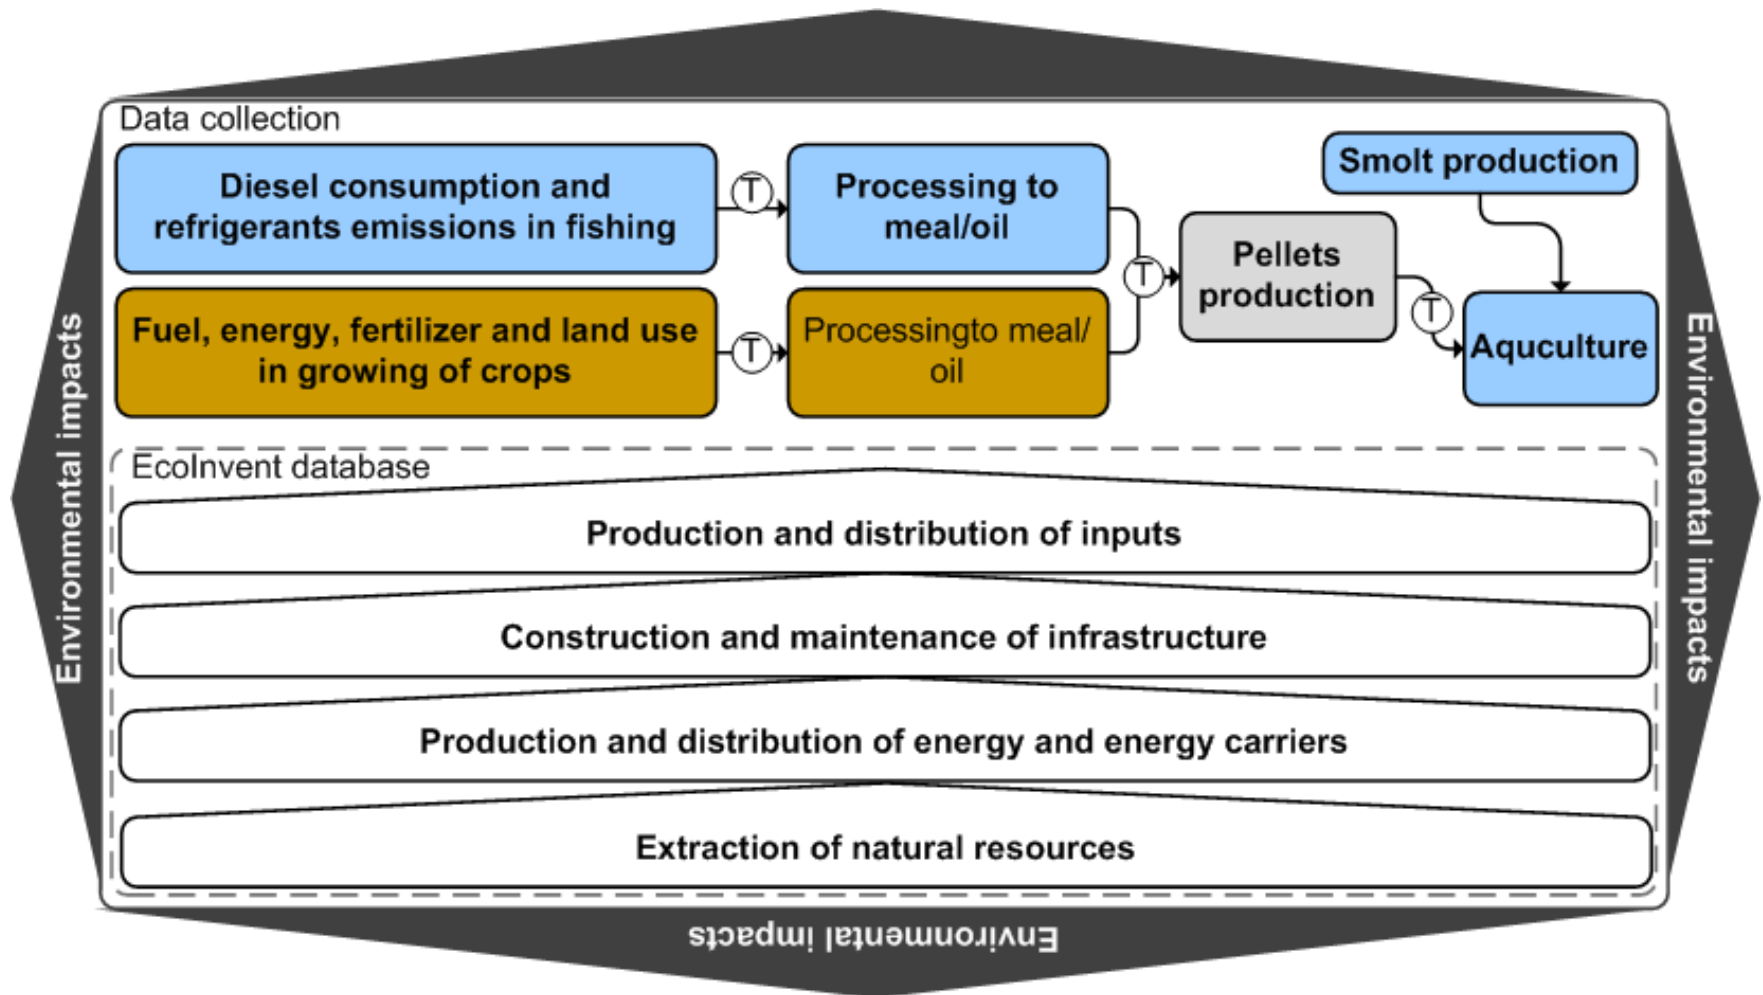 Data collection
Diesel consumption and
refrigerants emissions in fishing
T
Processing to
meal/oil
Smolt production
Fuel, energy, fertilizer and land use
in growing of crops
T
Processingto meal/
oil
T
Pellets
production
T
Aquculture
EcoInvent database
Production and distribution of inputs
Construction and maintenance of infrastructure
Production and distribution of energy and energy carriers
Extraction of natural resources
Environmental impacts
Environmental impacts
Environmental impacts